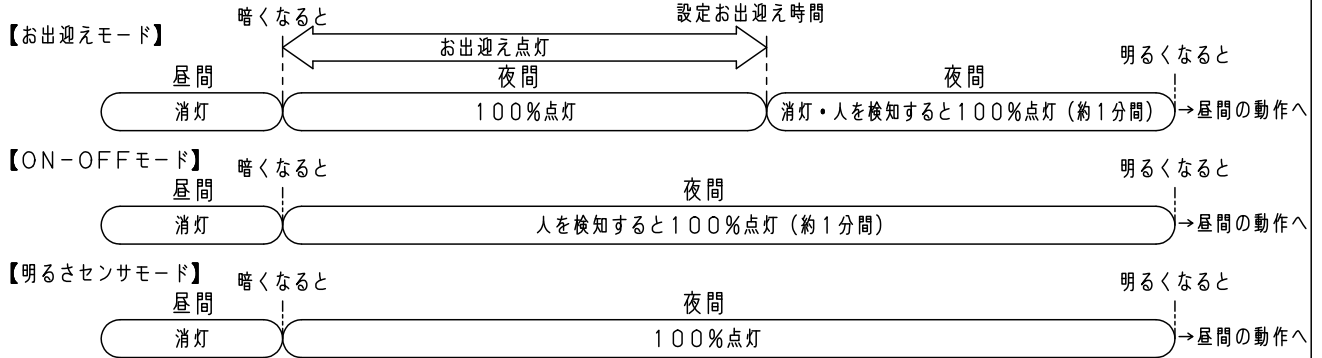 【お出迎えモード】
暗くなると
設定お出迎え時間
お出迎え点灯
明るくなると
昼間
夜間
夜間
消灯
100%点灯
消灯・人を検知すると100%点灯(約1分間)
→昼間の動作へ
【ON-OFFモード】
暗くなると
明るくなると
昼間
夜間
消灯
人を検知すると100%点灯(約1分間)
→昼間の動作へ
【明るさセンサモード】
暗くなると
明るくなると
昼間
夜間
消灯
100%点灯
→昼間の動作へ